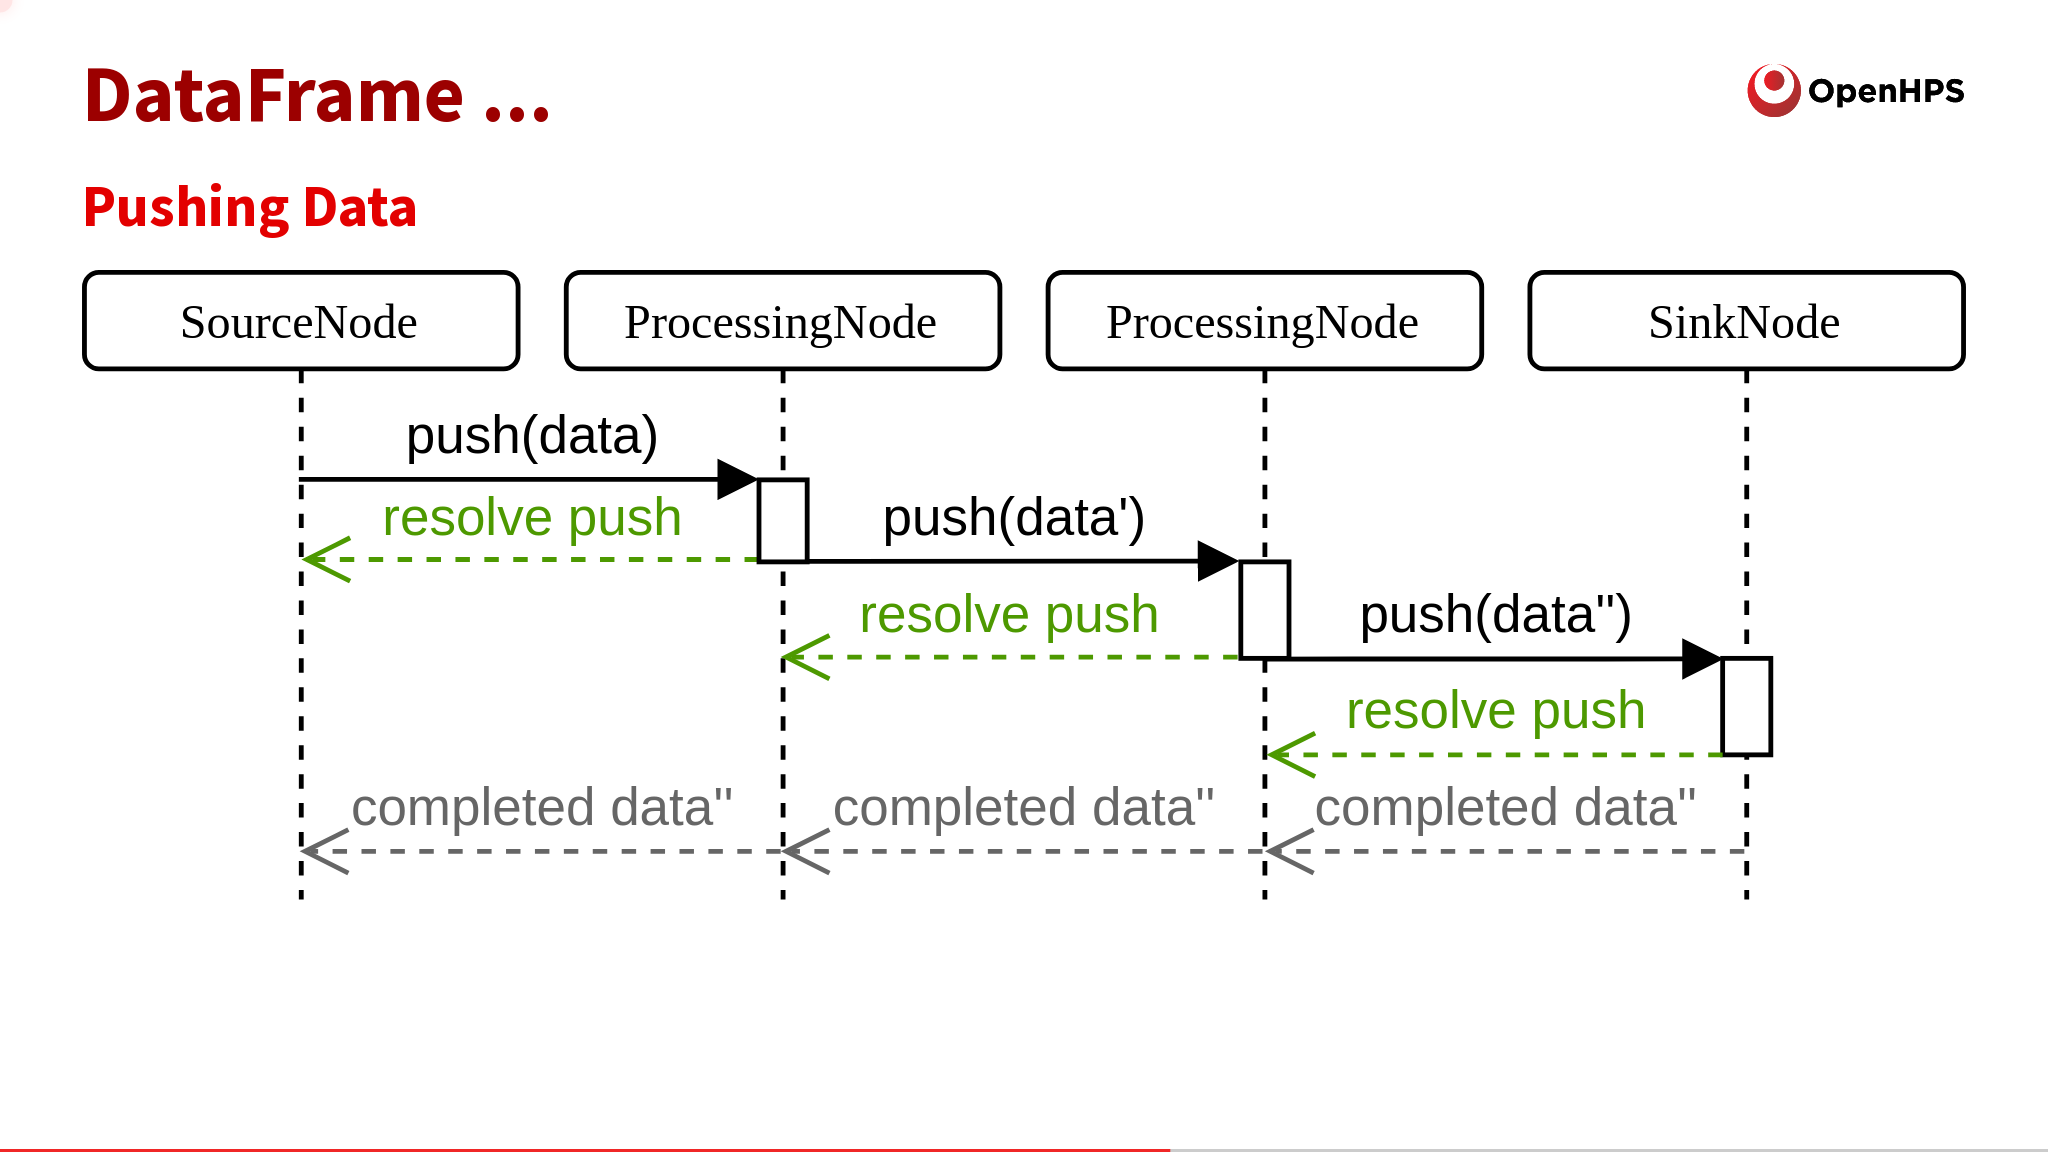 DataFrame ...
OpenHPS
Pushing Data
SourceNode
ProcessingNode
ProcessingNode
SinkNode
push(data)
resolve push
push(data')
resolve push
push(data'')
resolve push
completed data''
completed data''
completed data''